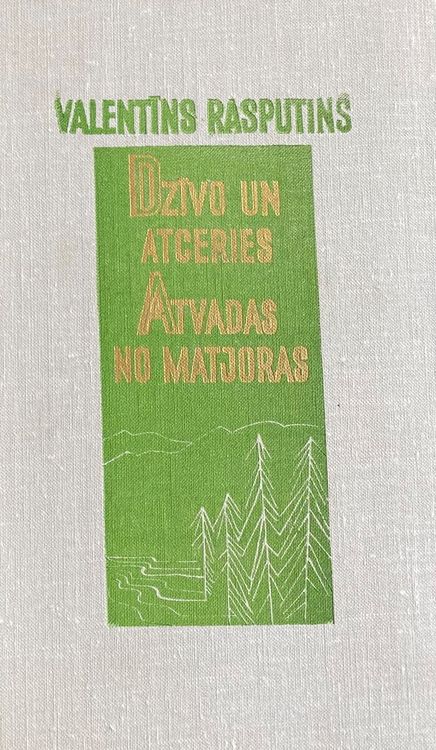 VALENTĪNS RASPUTINS
DZĪVO UN
ATCERIES
ATVADAS
NO MATJORAS